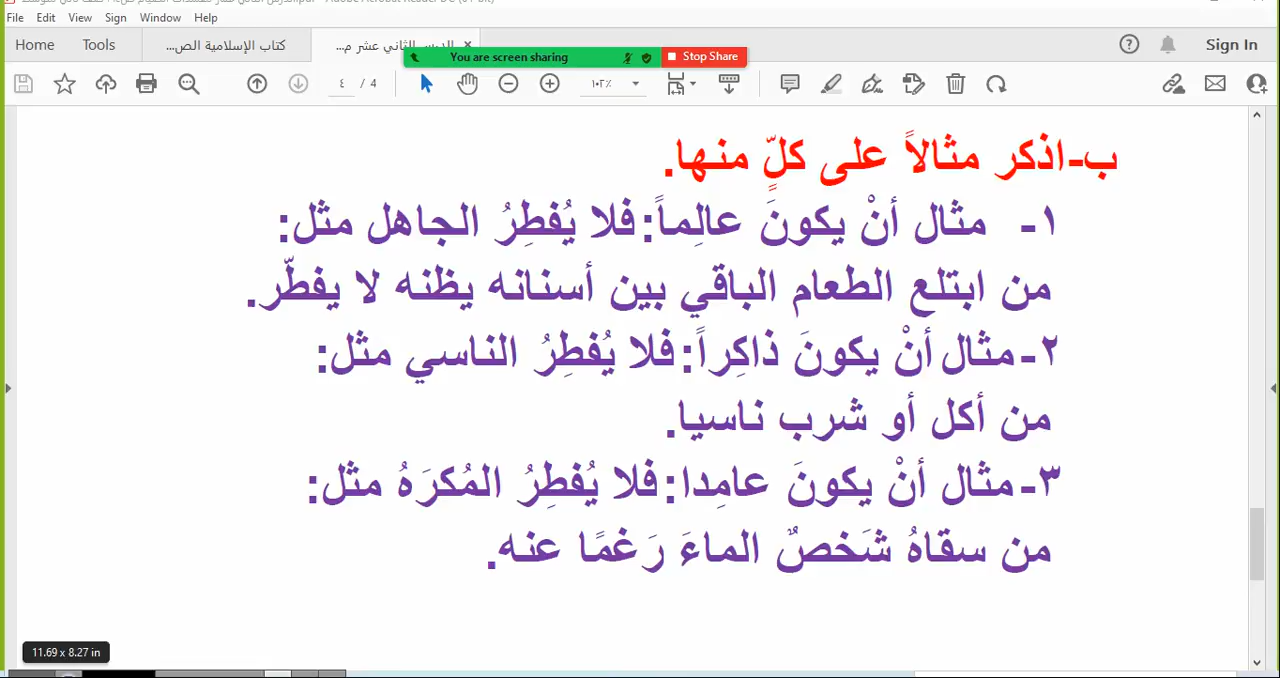 File Edit View Sign Window Help
Home Tools كتاب الإسلامية الص... الدرس الثاني عشر م... ×
You are screen sharing Stop Share
Sign In
٤ / 4 ١٠٢٪
ب-اذكر مثالاً على كلٍّ منها.
١- مثال أنْ يكونَ عالِماً: فلا يُفطِرُ الجاهل مثل:
من ابتلع الطعام الباقي بين أسنانه يظنه لا يفطّر.
٢-مثال أنْ يكونَ ذاكِراً: فلا يُفطِرُ الناسي مثل:
من أكل أو شرب ناسيا.
٣-مثال أنْ يكونَ عامِدا: فلا يُفطِرُ المُكرَهُ مثل:
من سقاهُ شَخصٌ الماءَ رَغمًا عنه.
11.69 x 8.27 in